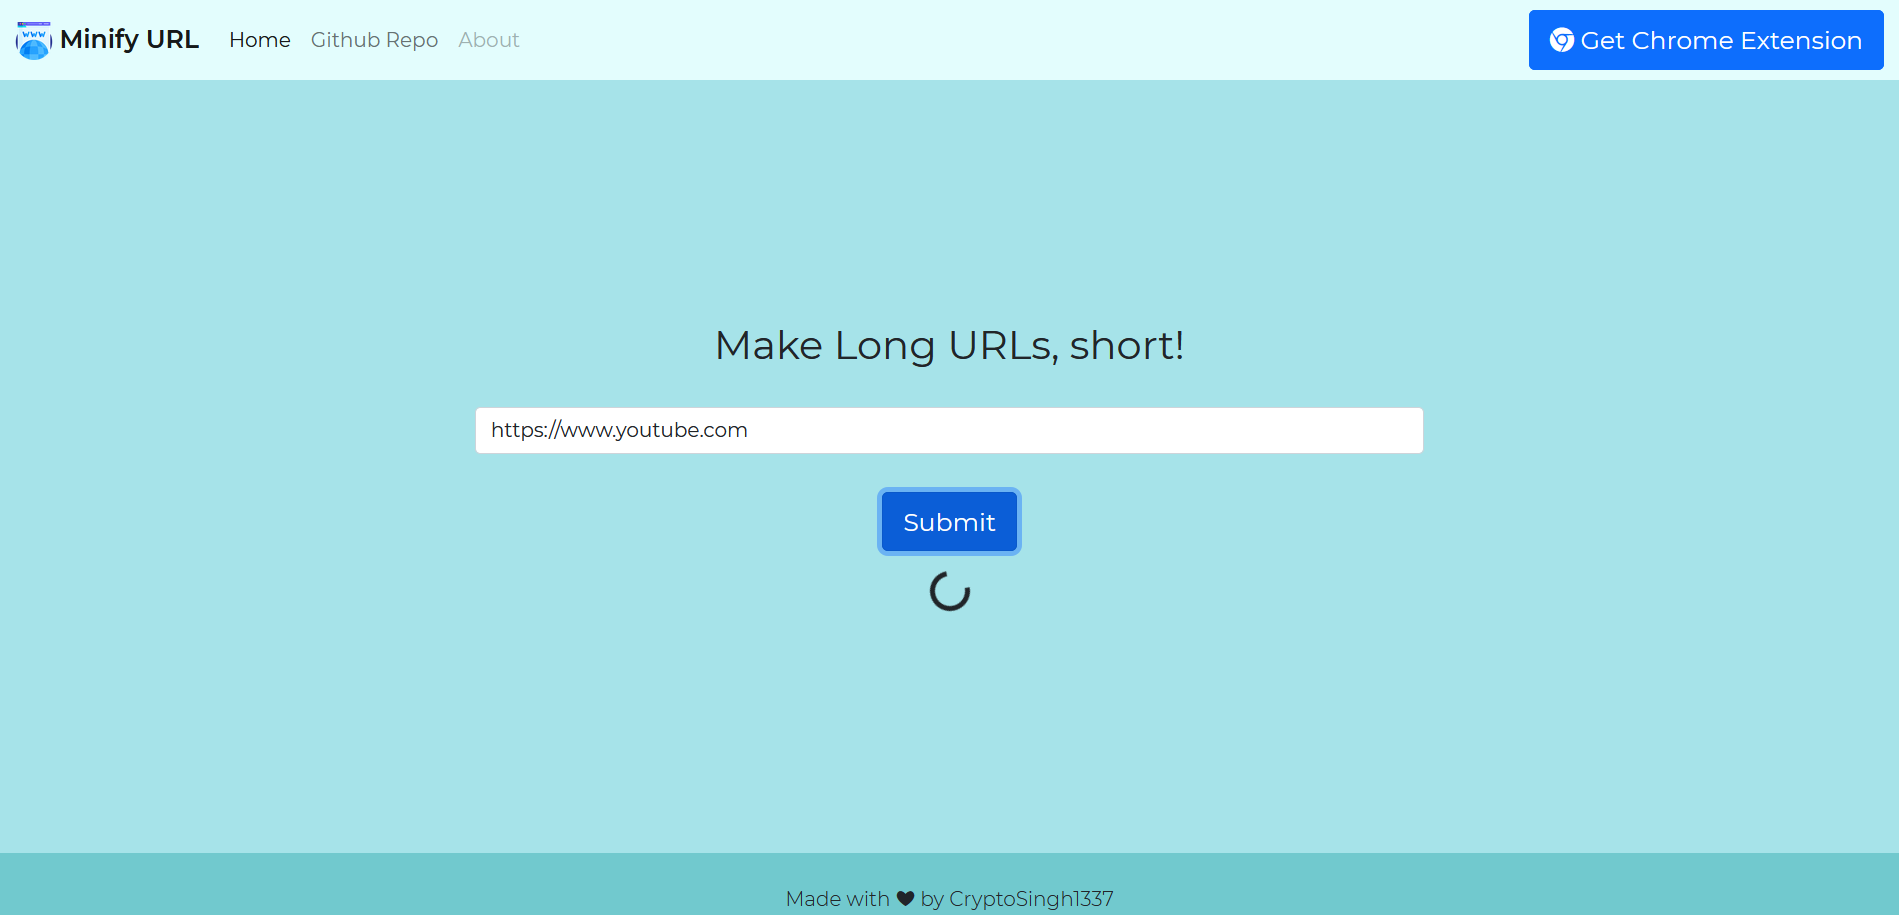 Minify URL Home Github Repo About Get Chrome Extension
Make Long URLs, short!
https://www.youtube.com
Submit
Made with ♥ by CryptoSingh1337